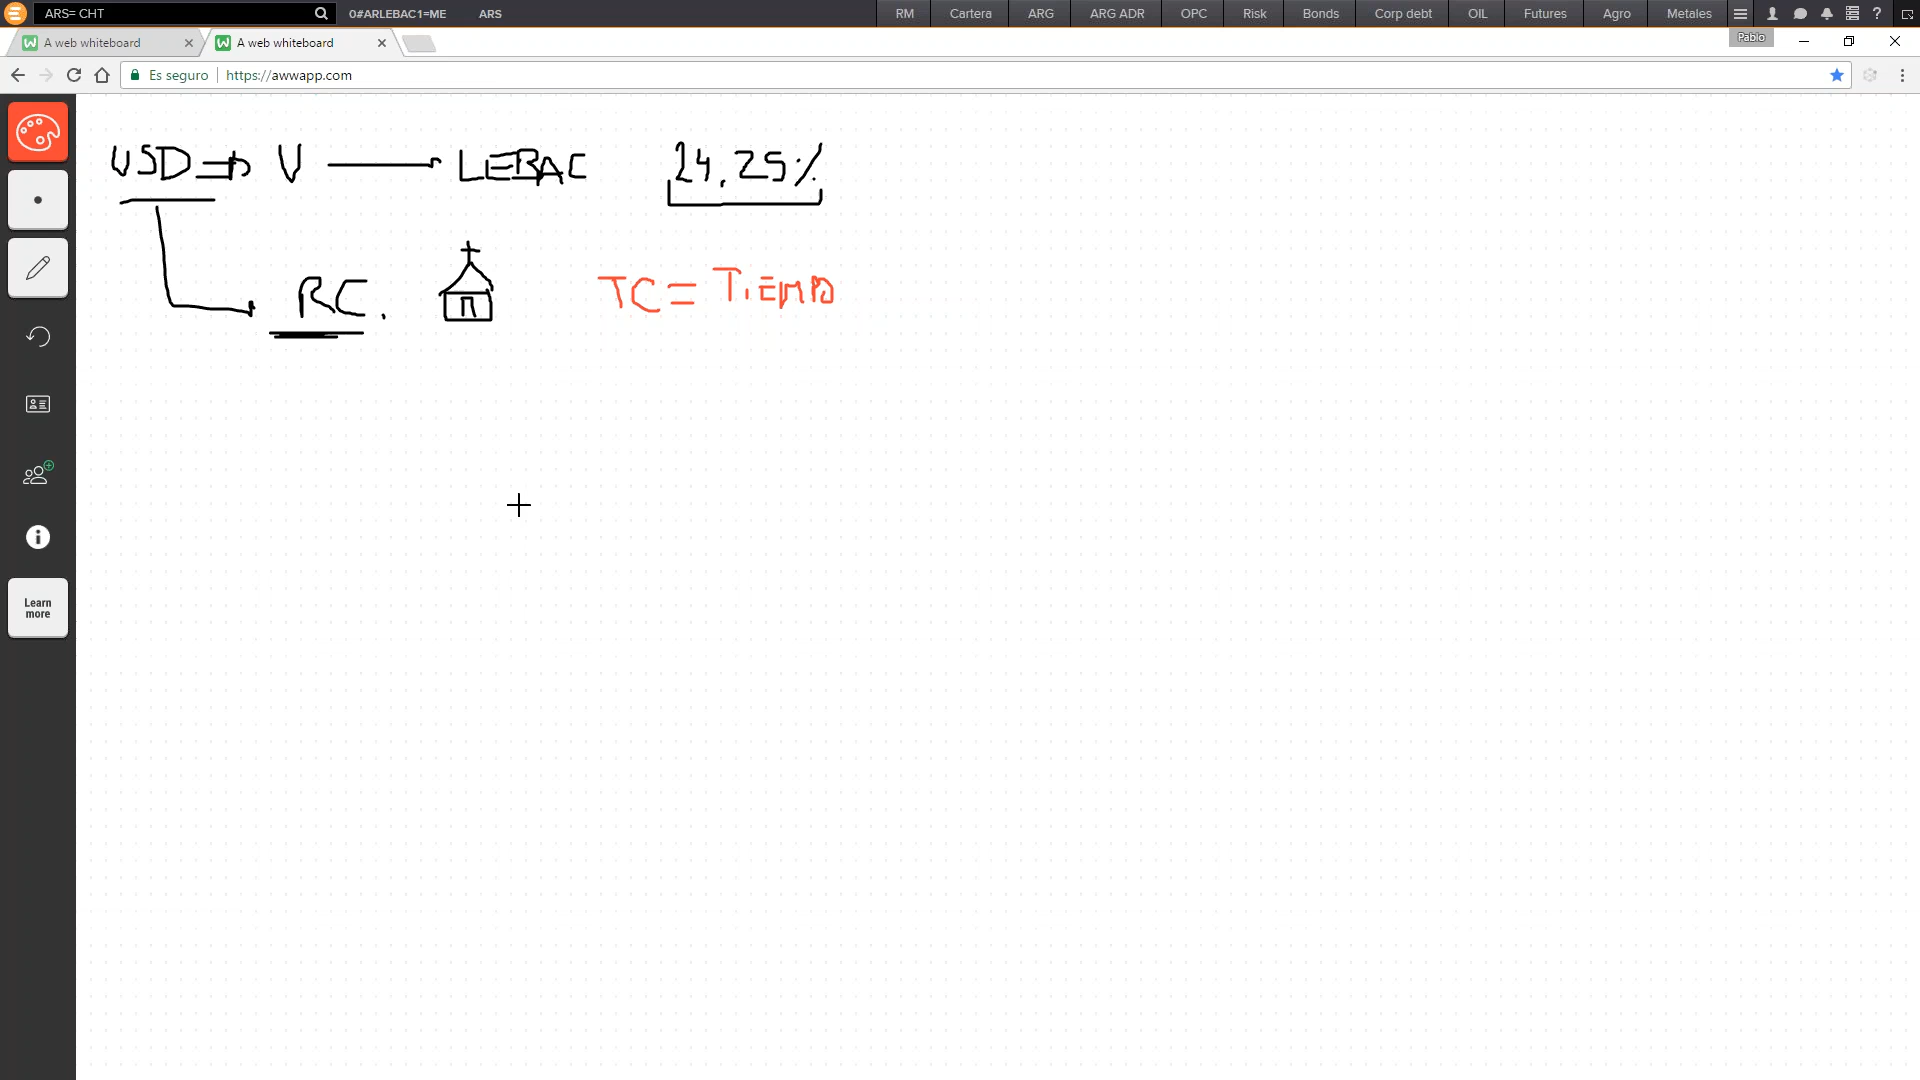 ARS= CHT 0#ARLEBAC1=ME ARS RM Cartera ARG ARG ADR OPC Risk Bonds Corp debt OIL Futures Agro Metales ?
A web whiteboard A web whiteboard Pablo
Es seguro https://awwapp.com
USD V LEBAC 24.25%
RC. TC = TIEMPO
Learn
more